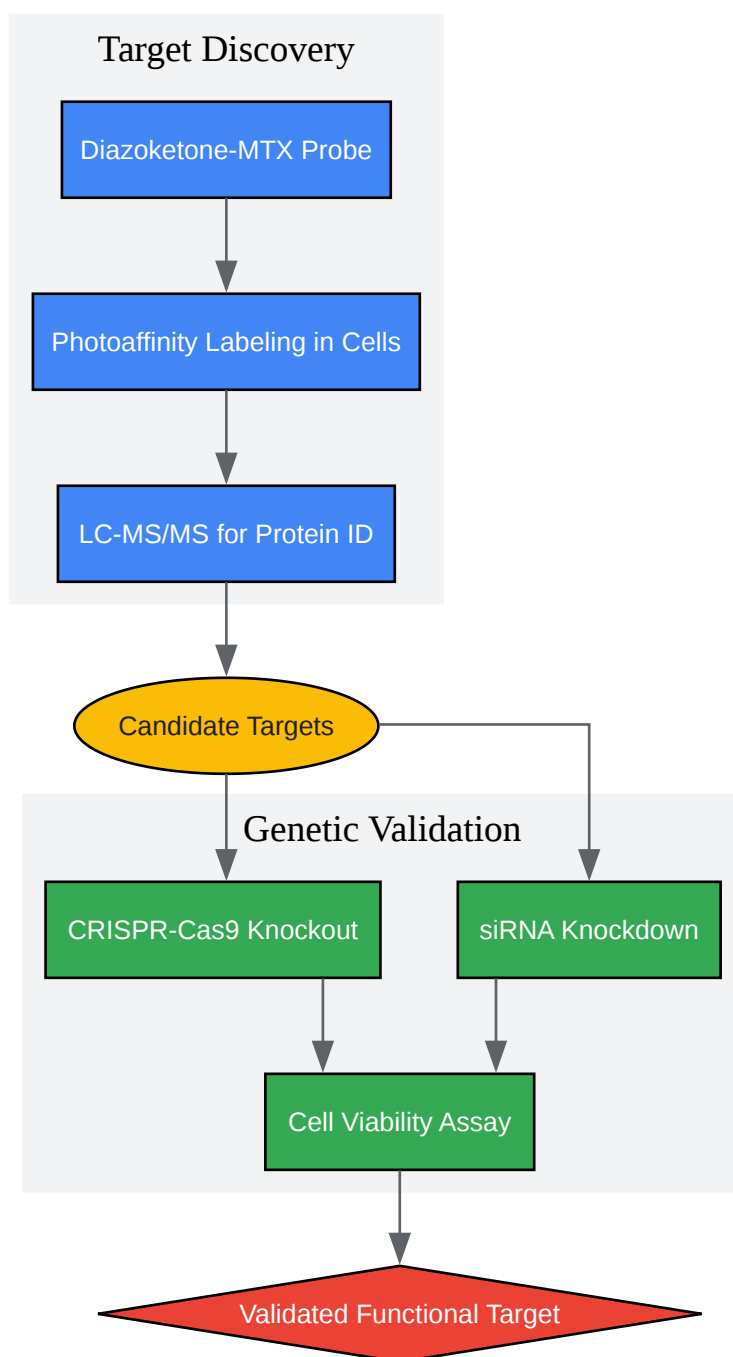 Target Discovery
Diazoketone-MTX Probe
Photoaffinity Labeling in Cells
LC-MS/MS for Protein ID
Candidate Targets
Genetic Validation
CRISPR-Cas9 Knockout
siRNA Knockdown
Cell Viability Assay
Validated Functional Target